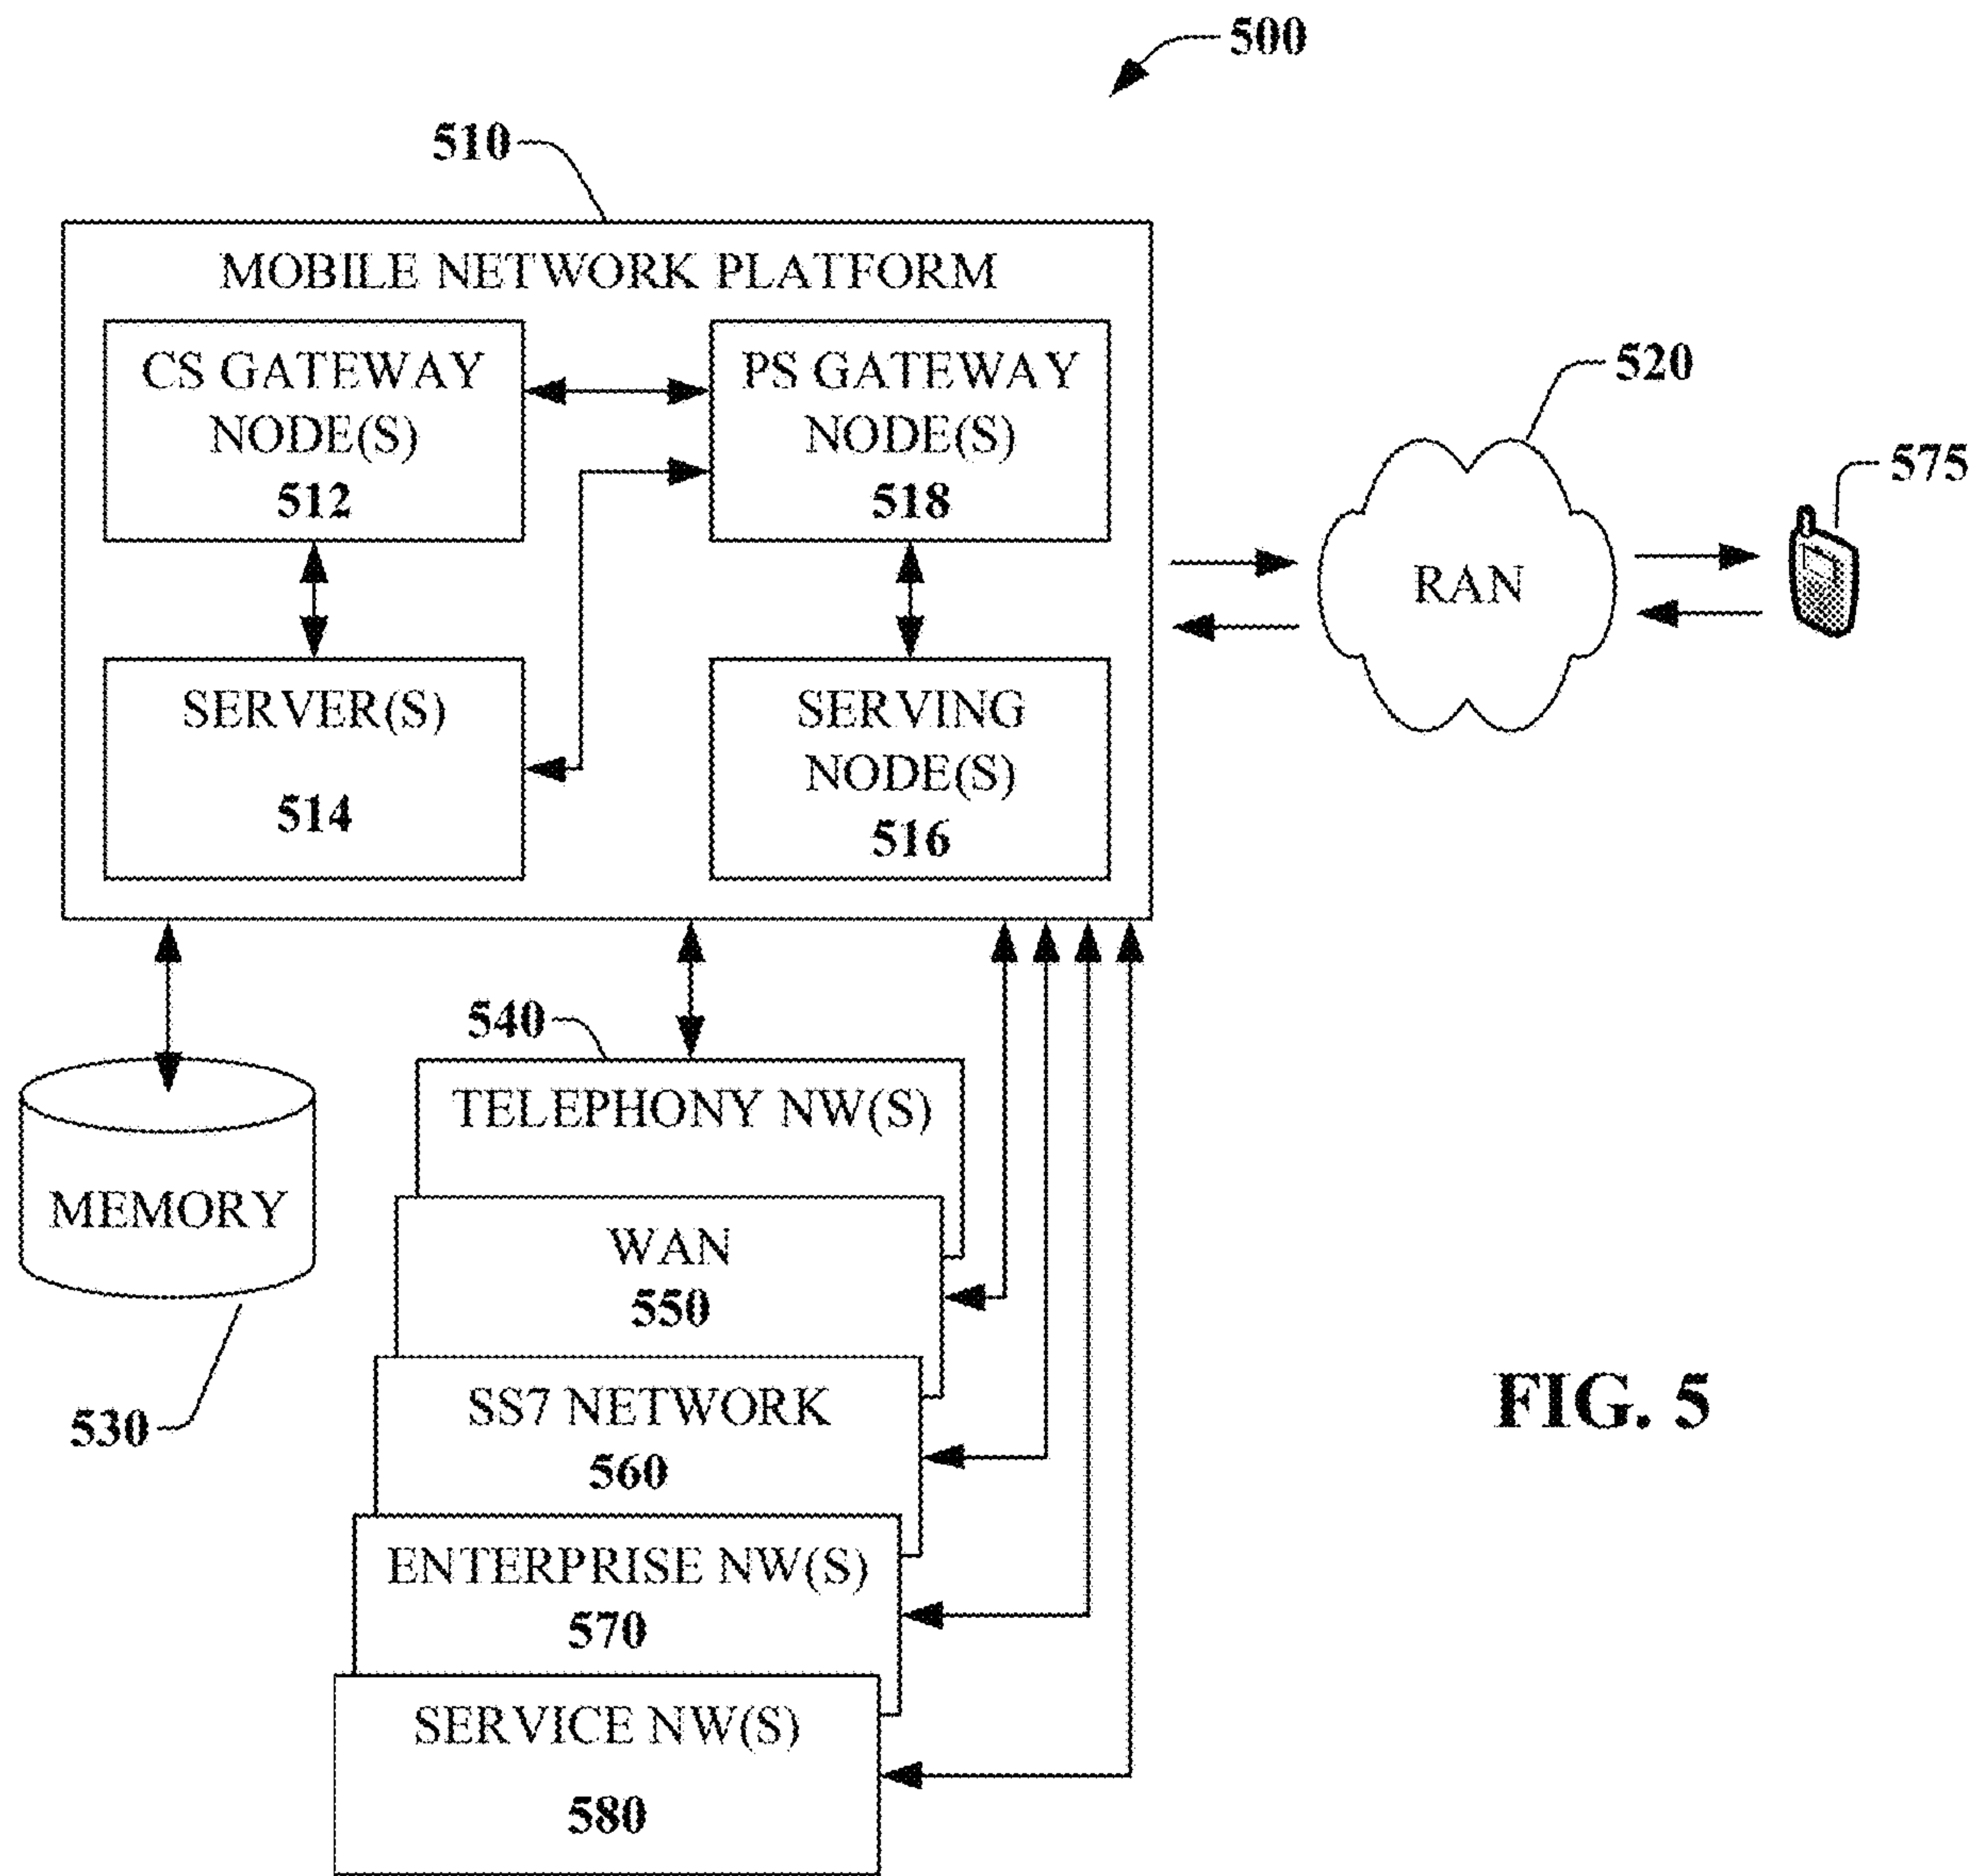 500
510
MOBILE NETWORK PLATFORM
CS GATEWAY
NODE(S)
512
PS GATEWAY
NODE(S)
518
SERVER(S)
514
SERVING
NODE(S)
516
520
RAN
575
540
TELEPHONY NW(S)
MEMORY
530
WAN
550
SS7 NETWORK
560
ENTERPRISE NW(S)
570
SERVICE NW(S)
580
FIG. 5